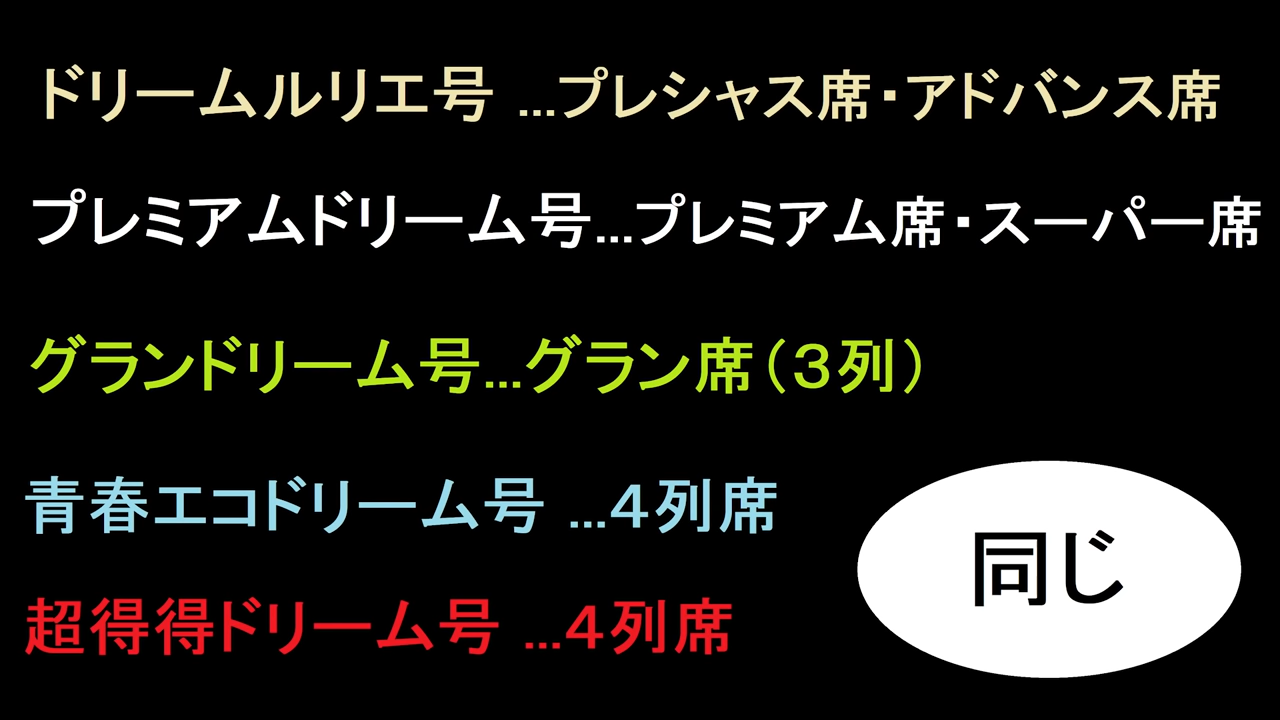 ドリームルリエ号 …プレシャス席・アドバンス席
プレミアムドリーム号…プレミアム席・スーパー席
グランドリーム号…グラン席（３列）
青春エコドリーム号 …４列席
同じ
超得得ドリーム号 …４列席